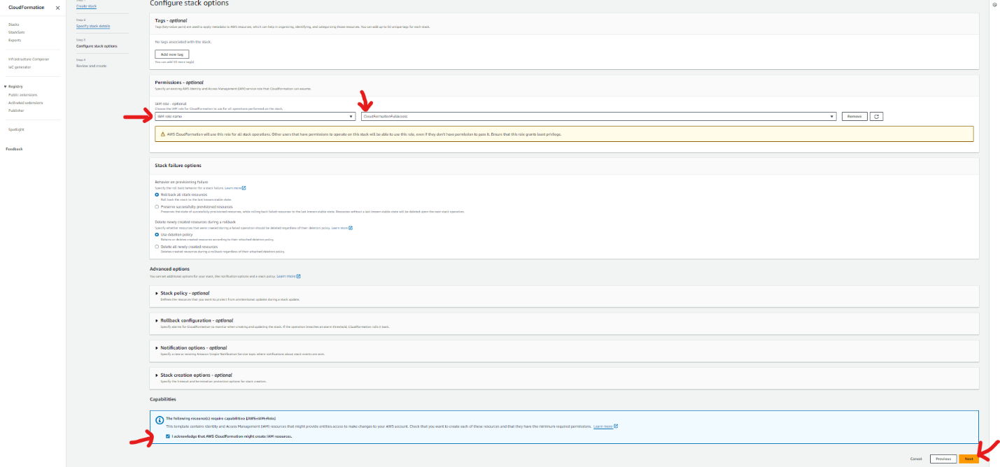 CloudFormation
Stacks
StackSets
Exports
Infrastructure Composer
IaC generator
Registry
Public extensions
Activated extensions
Publisher
Spotlight
Feedback
Create stack
Step 2
Specify stack details
Step 3
Configure stack options
Step 4
Review and create
Configure stack options
Tags - optional
Tags (key-value pairs) are used to apply metadata to AWS resources, which can help in organizing, identifying, and categorizing those resources. You can add up to 50 unique tags for each stack.
No tags associated with the stack.
Add new tag
You can add 50 more tag(s)
Permissions - optional
Specify an existing AWS Identity and Access Management (IAM) service role that CloudFormation can assume.
IAM role - optional
Choose the IAM role for CloudFormation to use for all operations performed on the stack.
IAM role name
CloudFormationFullAccess
Remove
AWS CloudFormation will use this role for all stack operations. Other users that have permissions to operate on this stack will be able to use this role, even if they don't have permission to pass it. Ensure that this role grants least privilege.
Stack failure options
Behavior on provisioning failure
Specify the roll back behavior for a stack failure. Learn more
Roll back all stack resources
Roll back the stack to the last known stable state.
Preserve successfully provisioned resources
Preserves the state of successfully provisioned resources, while rolling back failed resources to the last known stable state. Resources without a last known stable state will be deleted upon the next stack operation.
Delete newly created resources during a rollback
Specify whether resources that were created during a failed operation should be deleted regardless of their deletion policy. Learn more
Use deletion policy
Retains or deletes created resources according to their attached deletion policy.
Delete all newly created resources
Deletes created resources during a rollback regardless of their attached deletion policy.
Advanced options
You can set additional options for your stack, like notification options and a stack policy. Learn more
Stack policy - optional
Defines the resources that you want to protect from unintentional updates during a stack update.
Rollback configuration - optional
Specify alarms for CloudFormation to monitor when creating and updating the stack. If the operation breaches an alarm threshold, CloudFormation rolls it back.
Notification options - optional
Specify a new or existing Amazon Simple Notification Service topic where notifications about stack events are sent.
Stack creation options - optional
Specify the timeout and termination protection options for stack creation.
Capabilities
The following resource(s) require capabilities: [AWS::IAM::Role]
This template contains Identity and Access Management (IAM) resources that might provide entities access to make changes to your AWS account. Check that you want to create each of these resources and that they have the minimum required permissions. Learn more
I acknowledge that AWS CloudFormation might create IAM resources.
Cancel
Previous
Next